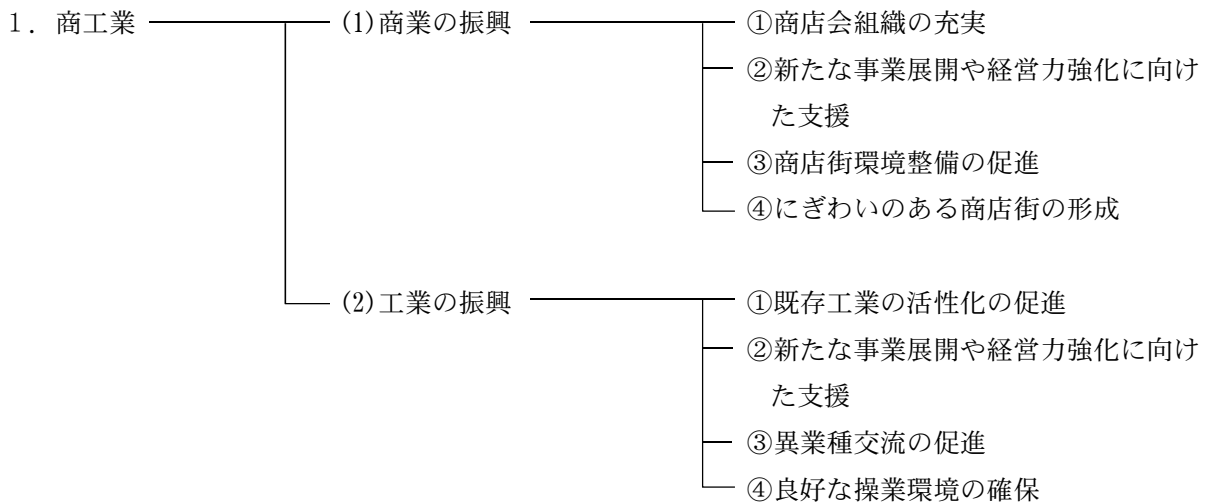 1. 商工業 (1)商業の振興 ①商店会組織の充実
②新たな事業展開や経営力強化に向け
た支援
③商店街環境整備の促進
④にぎわいのある商店街の形成
(2)工業の振興 ①既存工業の活性化の促進
②新たな事業展開や経営力強化に向け
た支援
③異業種交流の促進
④良好な操業環境の確保